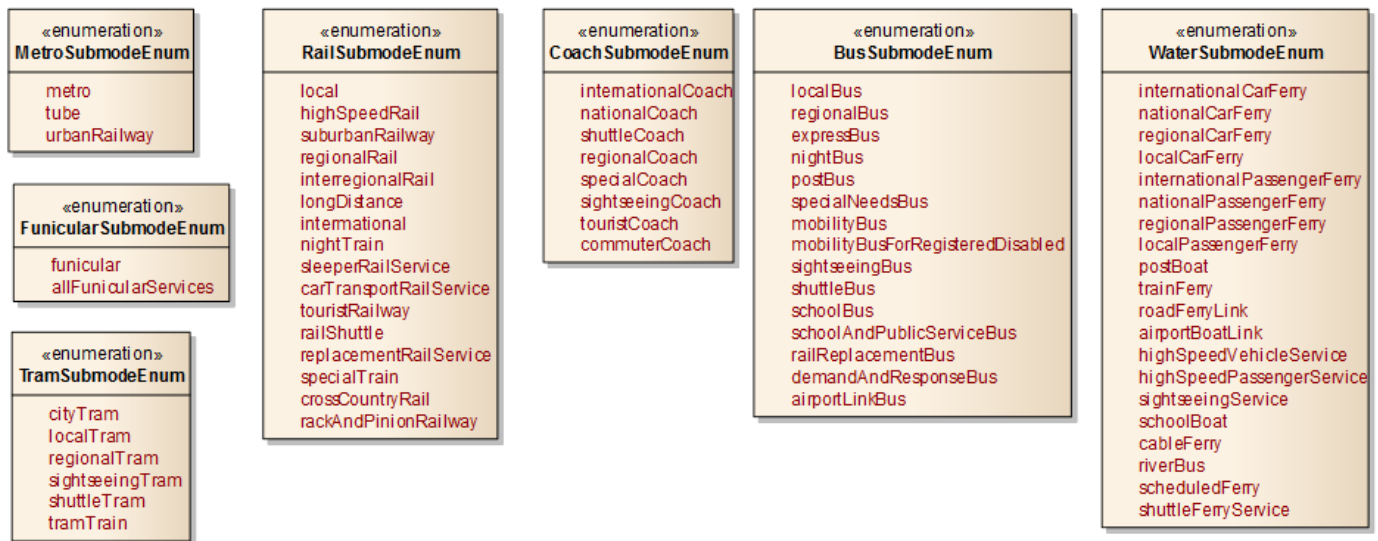 «enumeration»
MetroSubmodeEnum
metro
tube
urbanRailway
«enumeration»
FunicularSubmodeEnum
funicular
allFunicularServices
«enumeration»
TramSubmodeEnum
cityTram
localTram
regionalTram
sightseeingTram
shuttleTram
tramTrain
«enumeration»
RailSubmodeEnum
local
highSpeedRail
suburbanRailway
regionalRail
interregionalRail
longDistance
international
nightTrain
sleeperRailService
carTransportRailService
touristRailway
railShuttle
replacementRailService
specialTrain
crossCountryRail
rackAndPinionRailway
«enumeration»
CoachSubmodeEnum
internationalCoach
nationalCoach
shuttleCoach
regionalCoach
specialCoach
sightseeingCoach
touristCoach
commuterCoach
«enumeration»
BusSubmodeEnum
localBus
regionalBus
expressBus
nightBus
postBus
specialNeedsBus
mobilityBus
mobilityBusForRegisteredDisabled
sightseeingBus
shuttleBus
schoolBus
schoolAndPublicServiceBus
railReplacementBus
demandAndResponseBus
airportLinkBus
«enumeration»
WaterSubmodeEnum
internationalCarFerry
nationalCarFerry
regionalCarFerry
localCarFerry
internationalPassengerFerry
nationalPassengerFerry
regionalPassengerFerry
localPassengerFerry
postBoat
trainFerry
roadFerryLink
airportBoatLink
highSpeedVehicleService
highSpeedPassengerService
sightseeingService
schoolBoat
cableFerry
riverBus
scheduledFerry
shuttleFerryService